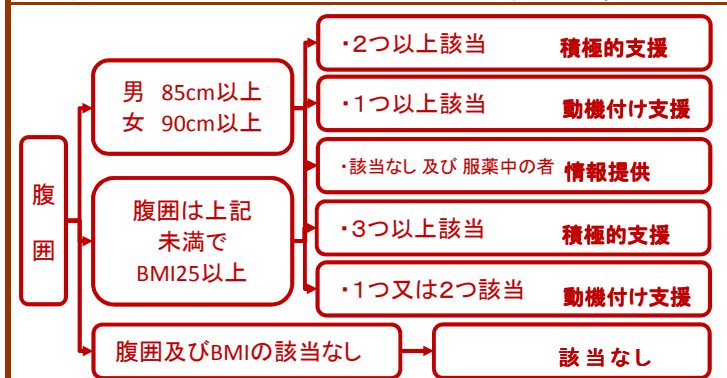 腹
囲
男 85cm以上
女 90cm以上
・2つ以上該当 積極的支援
・1つ以上該当 動機付け支援
・該当なし 及び 服薬中の者 情報提供
腹囲は上記
未満で
BMI25以上
・3つ以上該当 積極的支援
・1つ又は2つ該当 動機付け支援
腹囲及びBMIの該当なし
該当なし